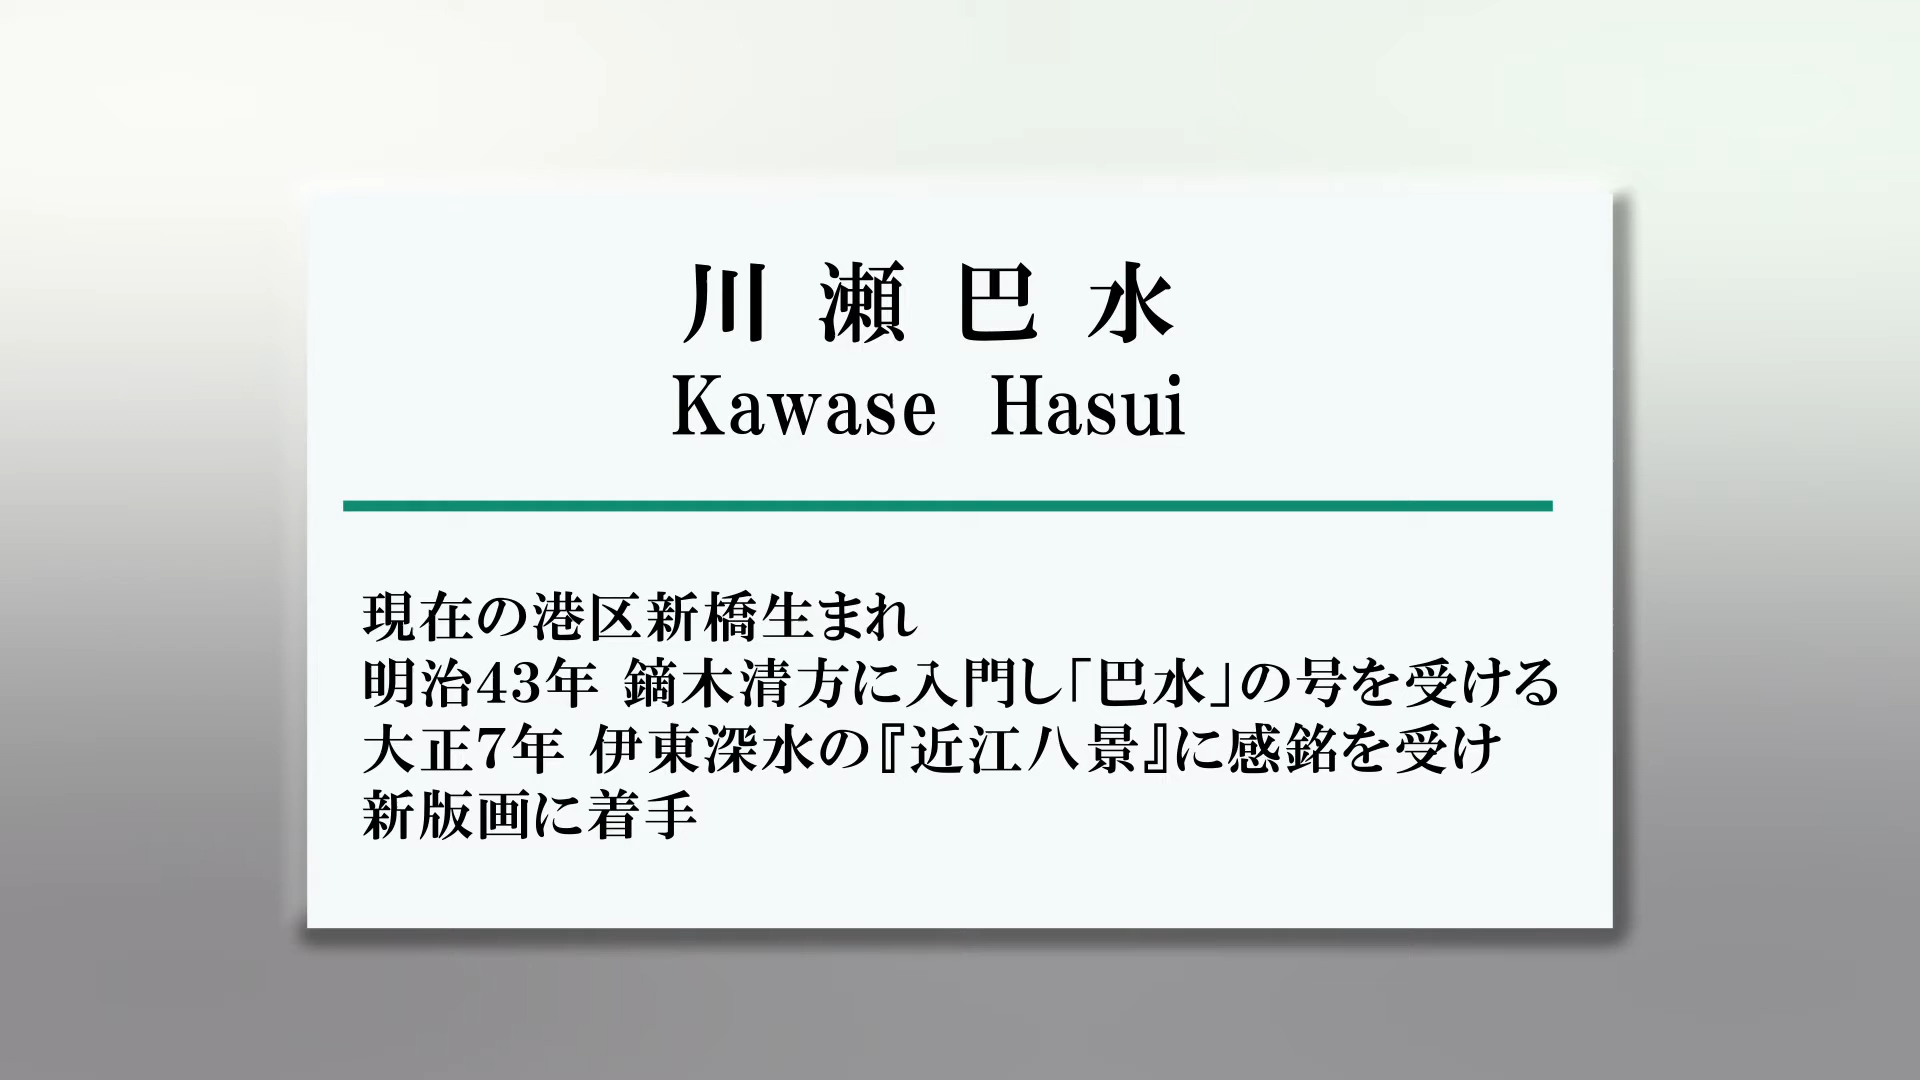 川瀬巴水
Kawase Hasui
現在の港区新橋生まれ
明治43年 鏑木清方に入門し「巴水」の号を受ける
大正7年 伊東深水の『近江八景』に感銘を受け
新版画に着手